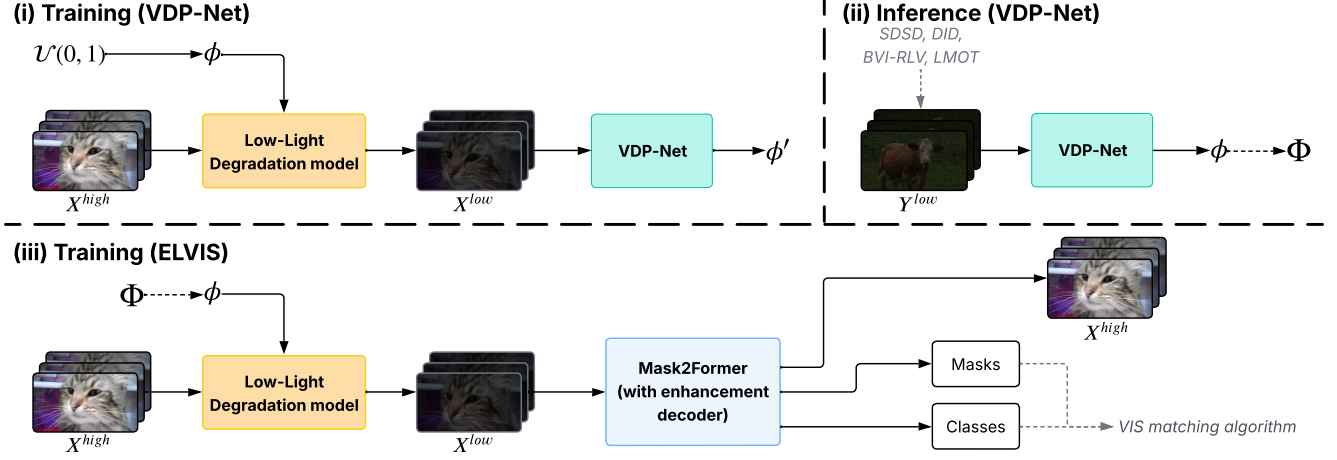 (i) Training (VDP-Net)
𝒰(0, 1)
ϕ
Low-Light
Degradation model
VDP-Net
ϕ′
X^high
X^low
(ii) Inference (VDP-Net)
SDSD, DID,
BVI-RLV, LMOT
VDP-Net
ϕ
Φ
Y^low
(iii) Training (ELVIS)
Φ
ϕ
Low-Light
Degradation model
X^high
X^low
Mask2Former
(with enhancement
decoder)
X^high
Masks
Classes
VIS matching algorithm